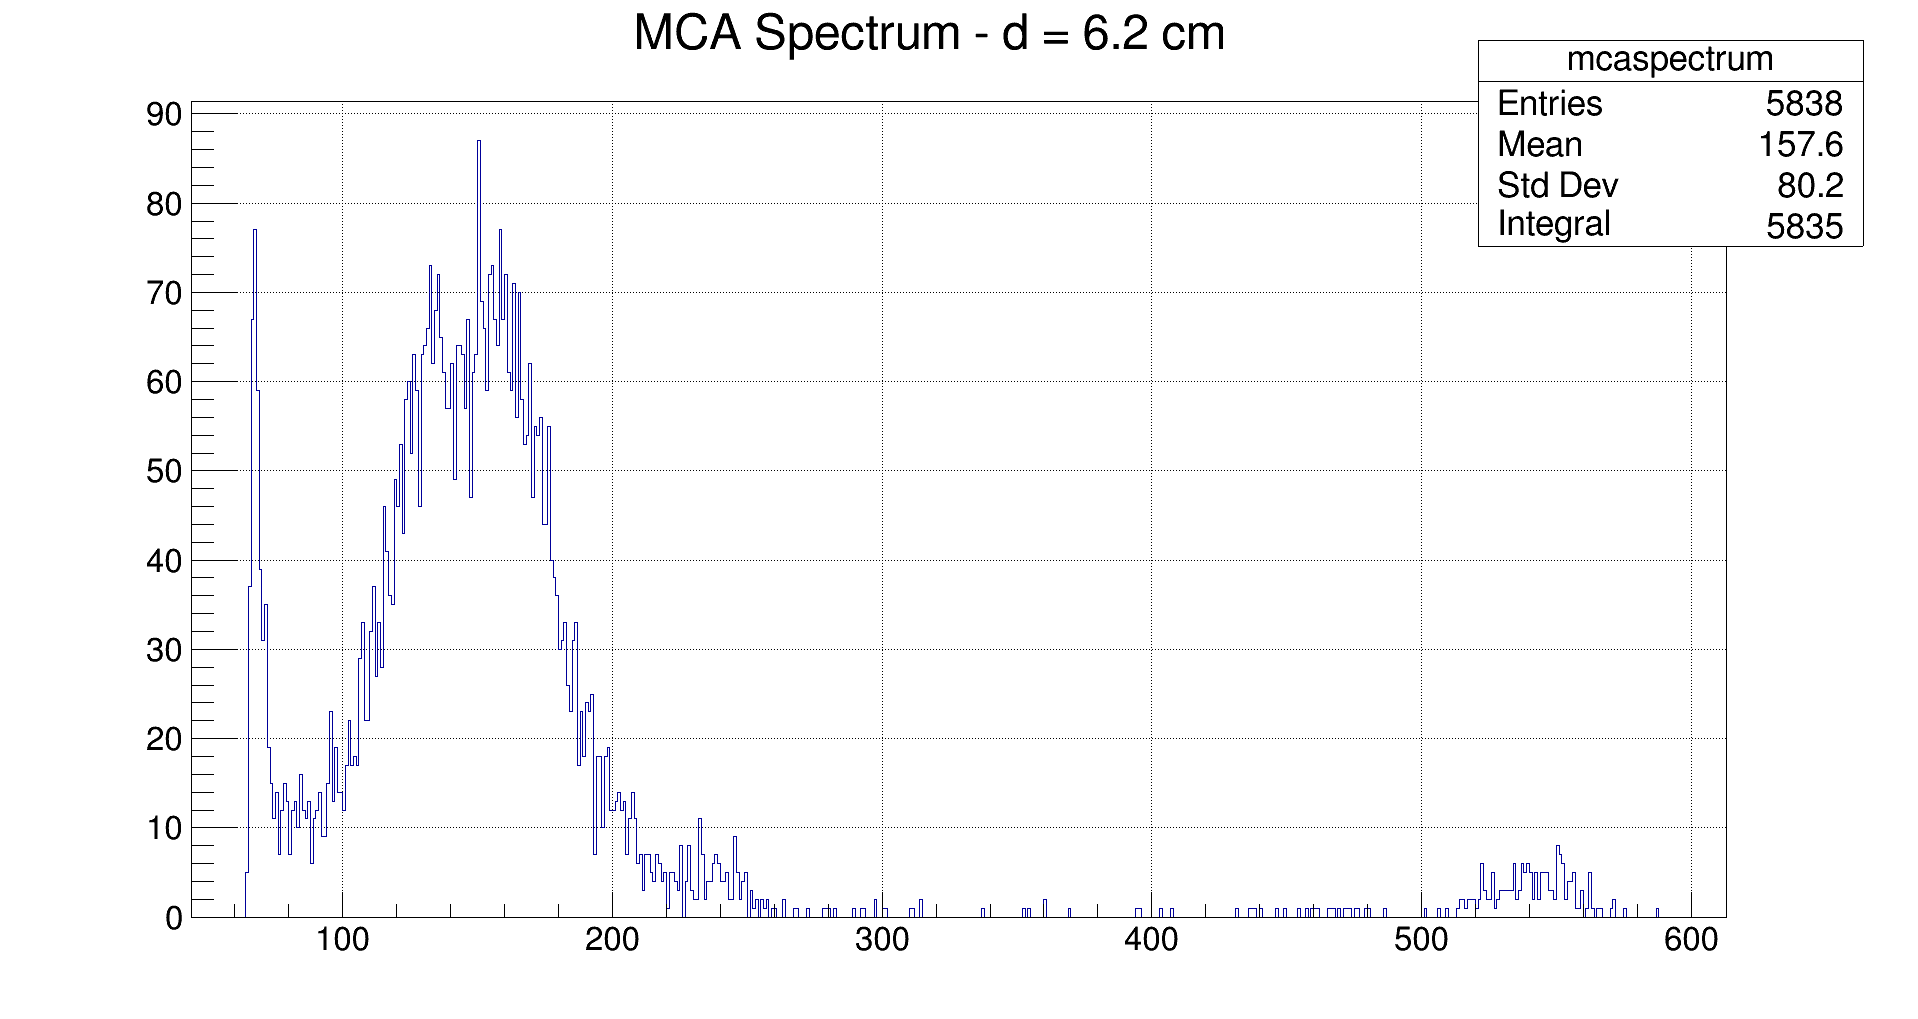 MCA Spectrum - d = 6.2 cm
mcaspectrum
Entries 5838
Mean 157.6
Std Dev 80.2
Integral 5835
90
80
70
60
50
40
30
20
10
0
100 200 300 400 500 600